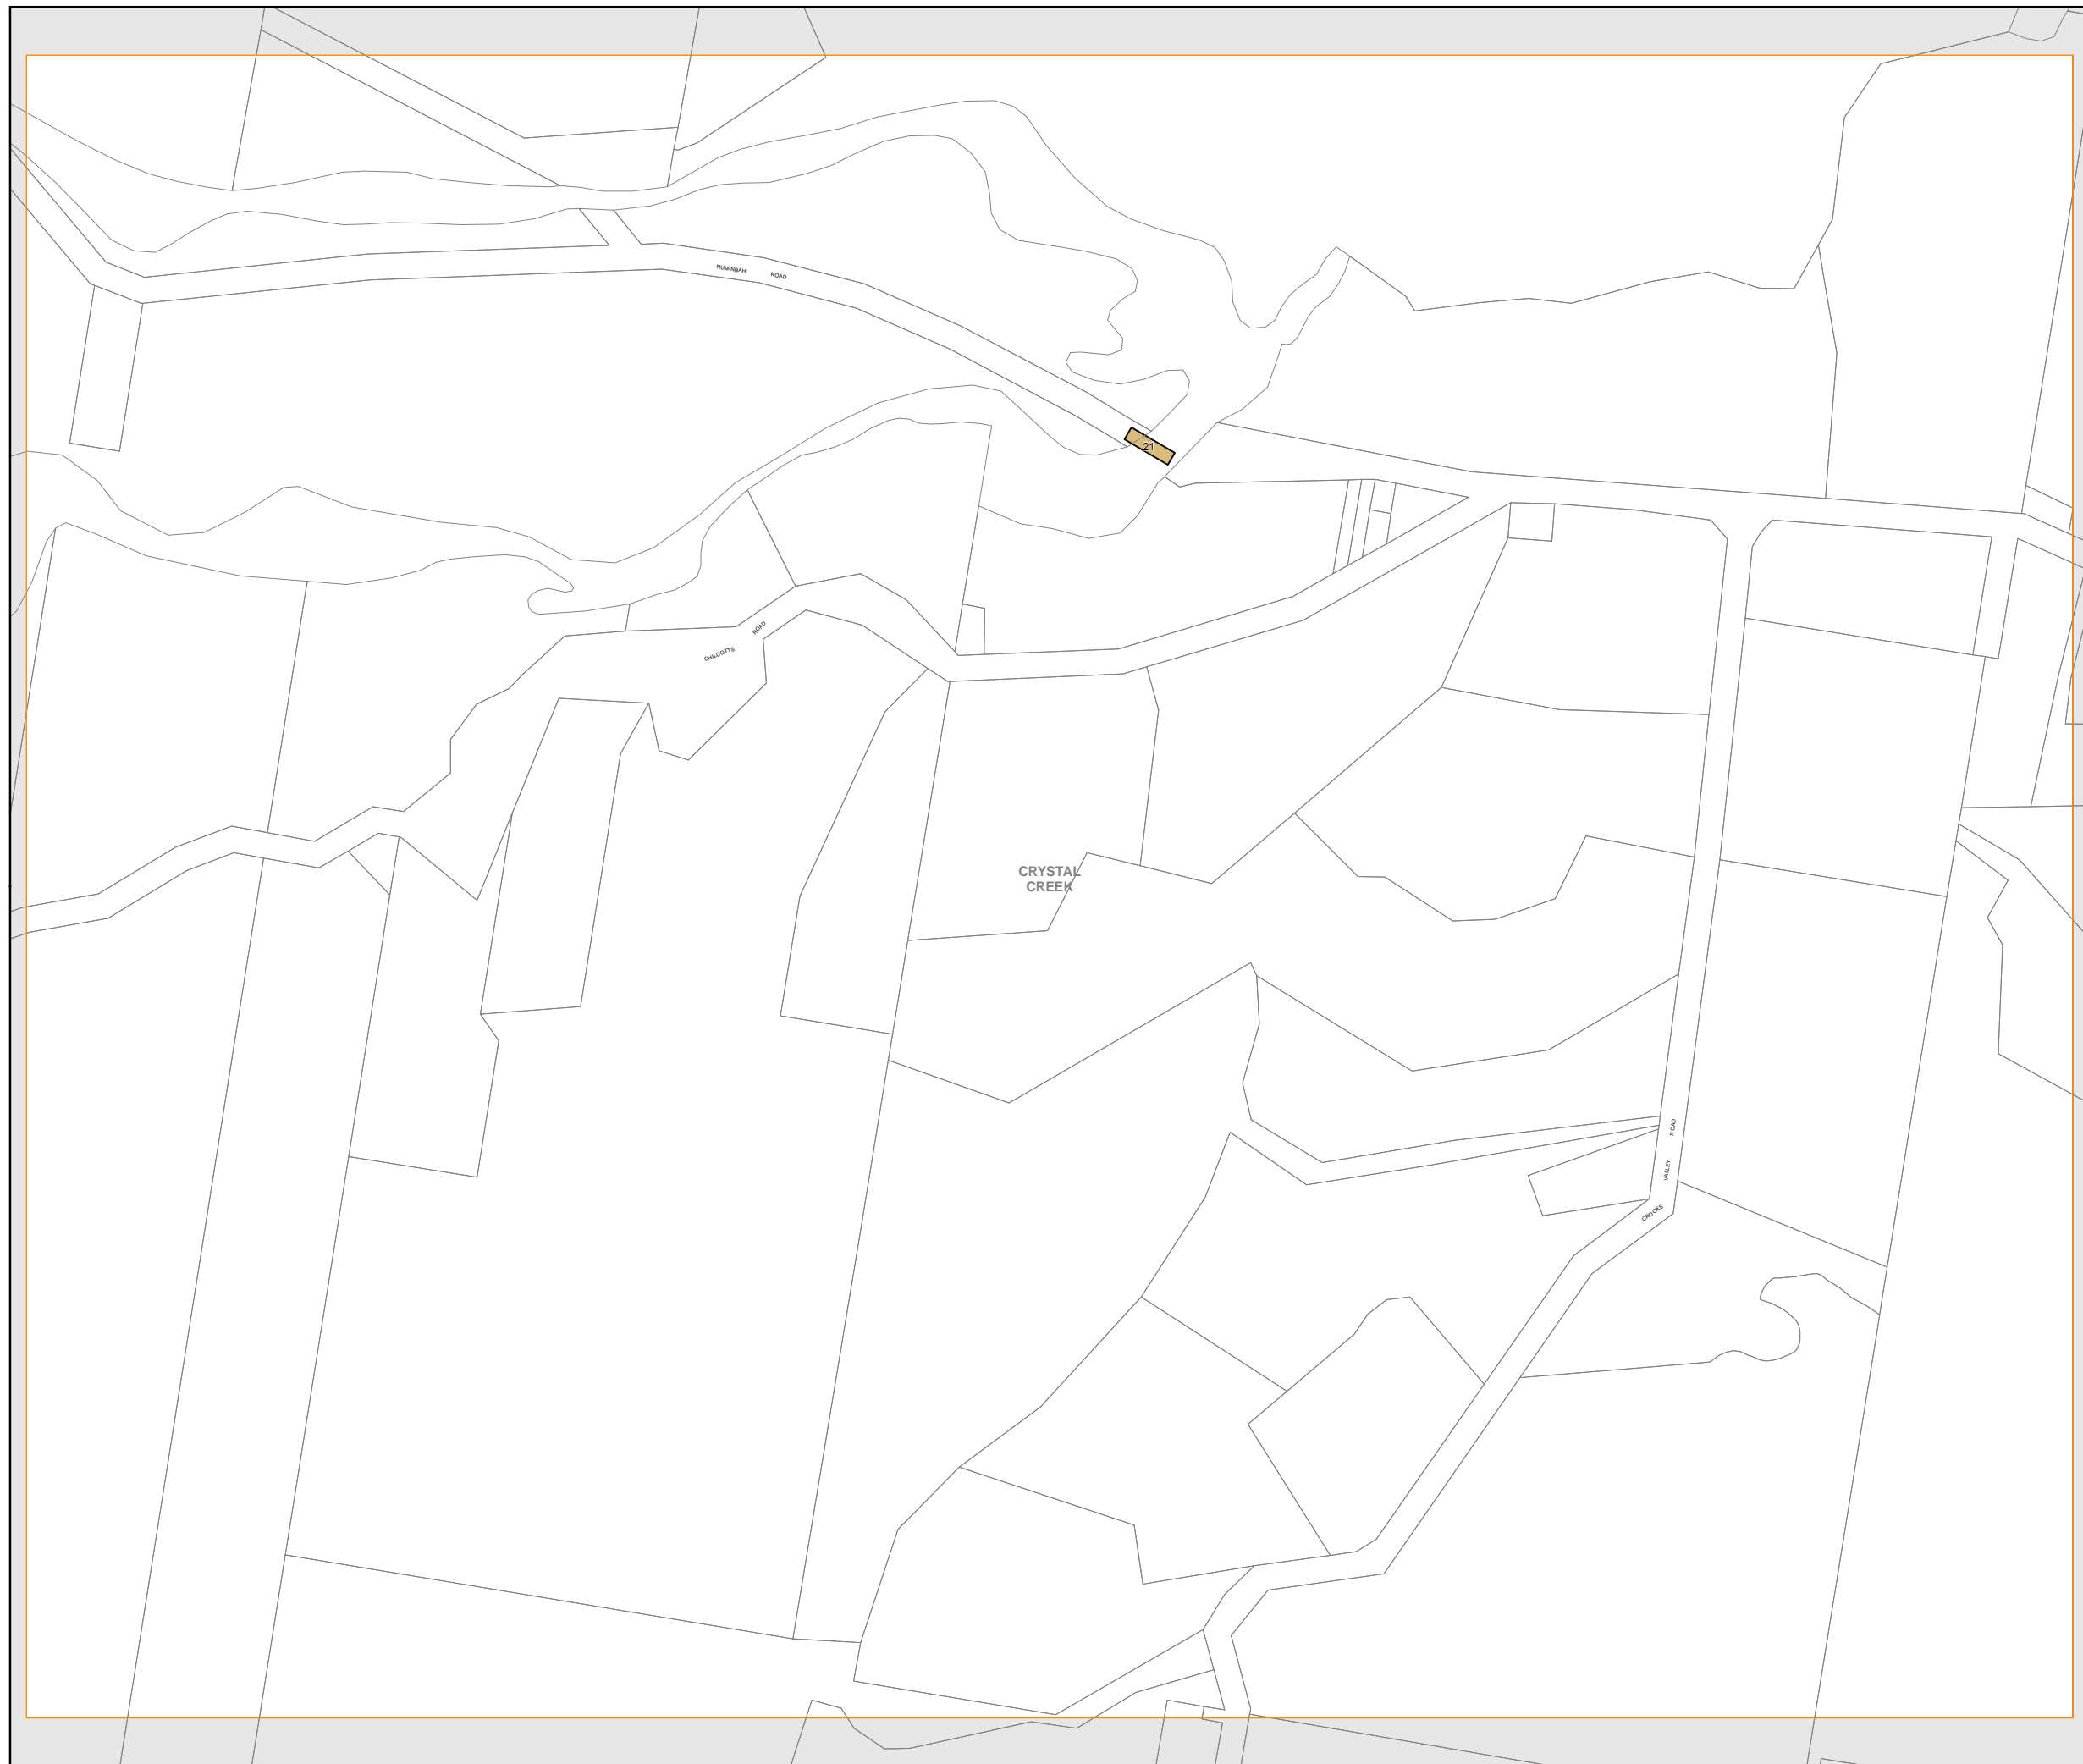 NUMINBAH ROAD
21
CHILCOTTS ROAD
CRYSTAL
CREEK
CROOKS VALLEY ROAD